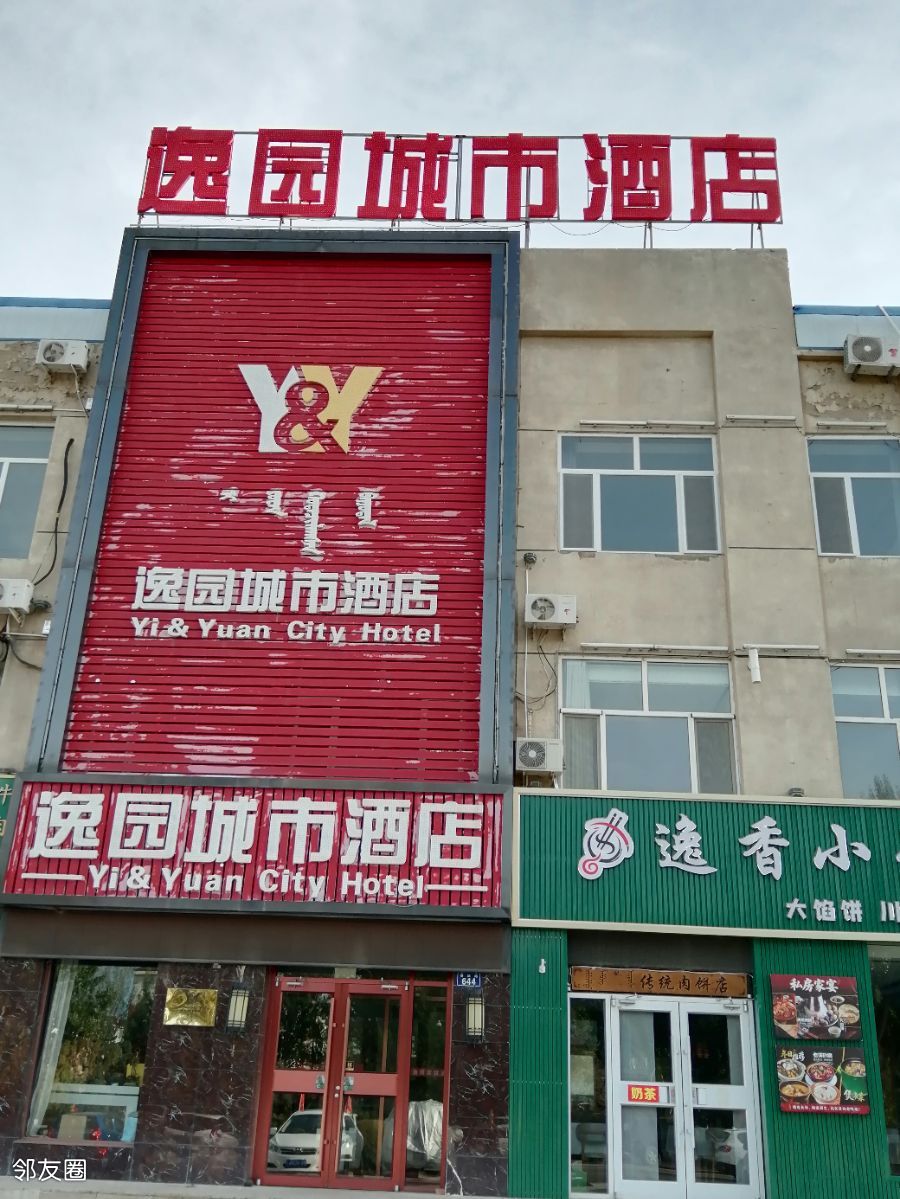 逸园城市酒店
Y&Y
逸园城市酒店
Yi & Yuan City Hotel
逸园城市酒店
Yi & Yuan City Hotel
逸香小
大馅饼 川
644
传统肉饼店
私房家宴
奶茶
邻友圈